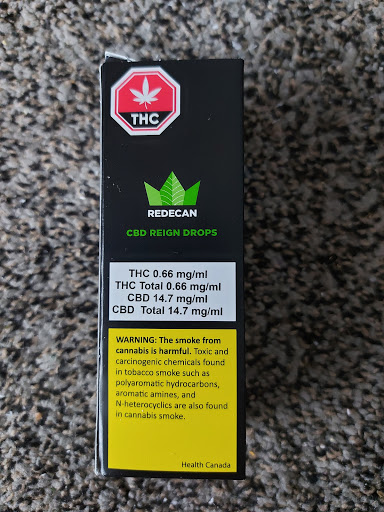 THC
REDECAN
CBD REIGN DROPS
THC 0.66 mg/ml
THC Total 0.66 mg/ml
CBD 14.7 mg/ml
CBD Total 14.7 mg/ml
WARNING: The smoke from
cannabis is harmful. Toxic and
carcinogenic chemicals found
in tobacco smoke such as
polyaromatic hydrocarbons,
aromatic amines, and
N-heterocyclics are also found
in cannabis smoke.
Health Canada